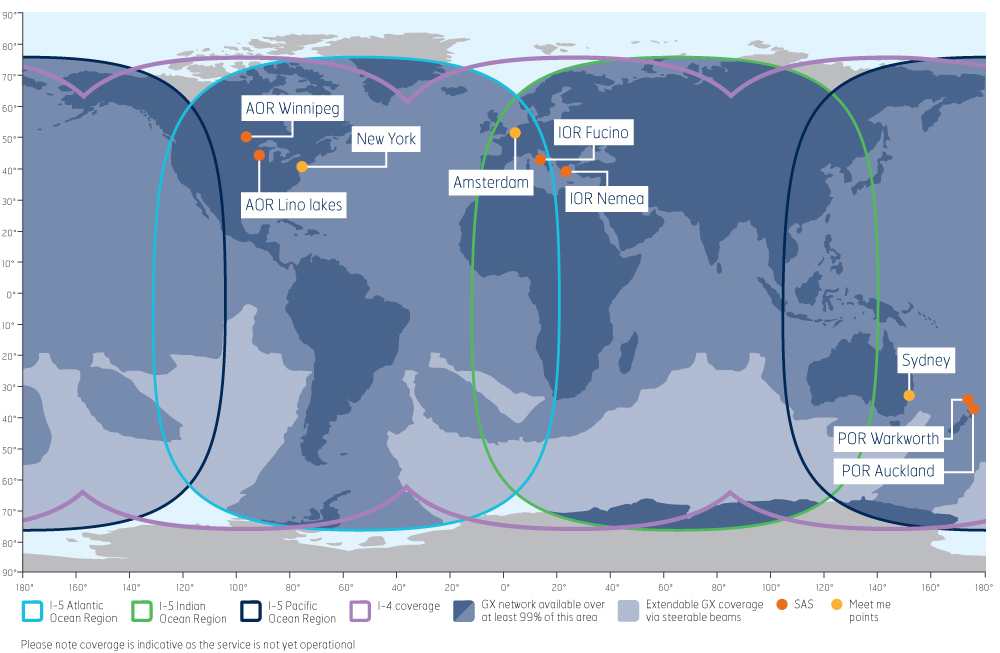 90°
80°
70°
60°
50°
40°
30°
20°
10°
0°
10°
20°
30°
40°
50°
60°
70°
80°
90°
AOR Winnipeg
New York
AOR Lino lakes
IOR Fucino
Amsterdam
IOR Nemea
Sydney
POR Warkworth
POR Auckland
180° 160° 140° 120° 100° 80° 60° 40° 20° 0° 20° 40° 60° 80° 100° 120° 140° 160° 180°
I-5 Atlantic
Ocean Region
I-5 Indian
Ocean Region
I-5 Pacific
Ocean Region
I-4 coverage
GX network available over
at least 99% of this area
Extendable GX coverage
via steerable beams
SAS
Meet me
points
Please note coverage is indicative as the service is not yet operational